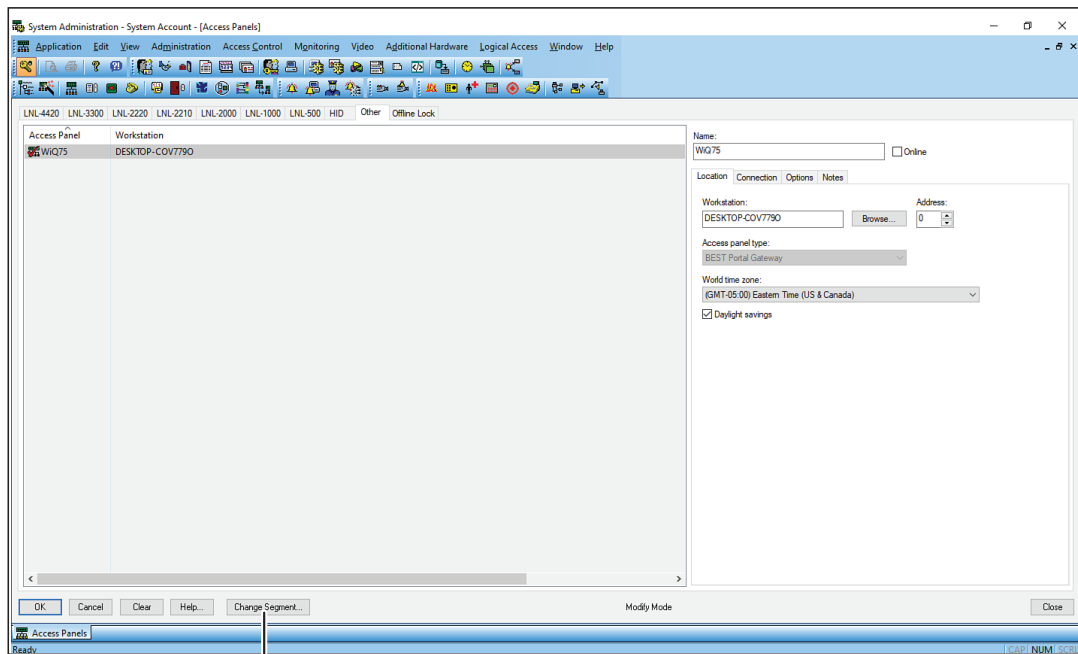 System Administration - System Account - [Access Panels]
Application Edit View Administration Access Control Monitoring Video Additional Hardware Logical Access Window Help
LNL-4420 LNL-3300 LNL-2220 LNL-2210 LNL-2000 LNL-1000 LNL-500 HID Other Offline Lock
Access Panel Workstation
WiQ75 DESKTOP-COV779O
Name:
WiQ75 Online
Location Connection Options Notes
Workstation: Address:
DESKTOP-COV779O Browse... 0
Access panel type:
BEST Portal Gateway
World time zone:
(GMT-05:00) Eastern Time (US & Canada)
Daylight savings
OK Cancel Clear Help... Change Segment... Modify Mode Close
Access Panels
Ready CAP NUM SCRL